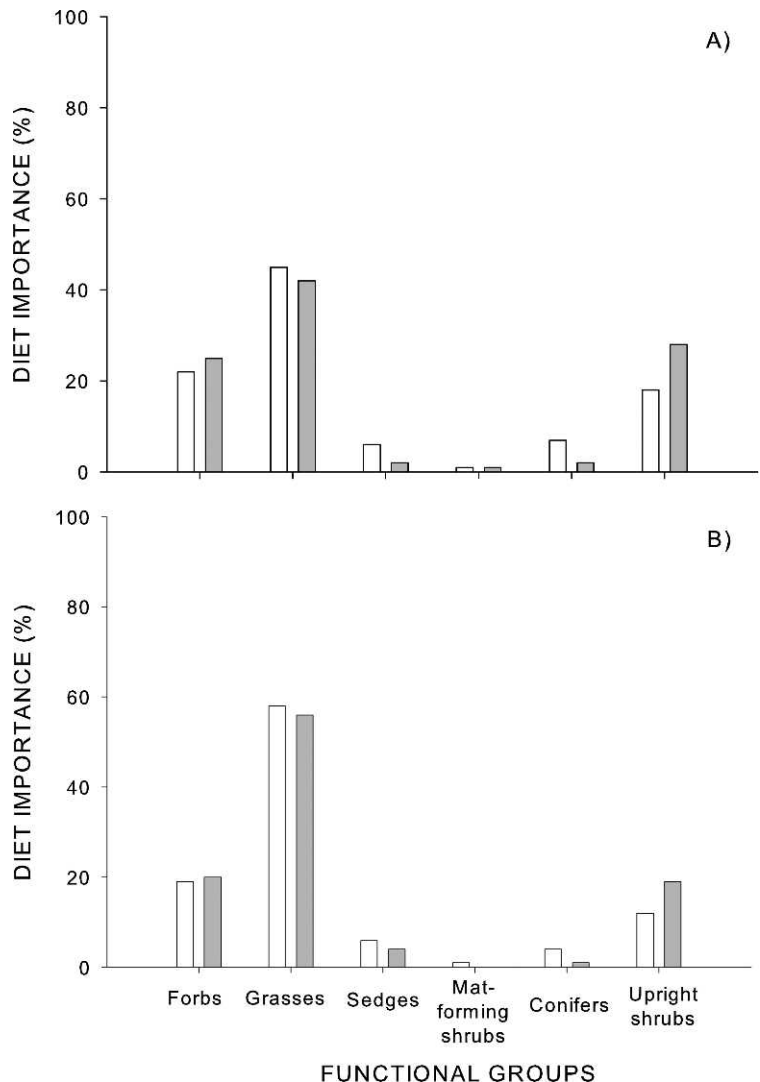 100
A)
80
60
40
20
0
DIET IMPORTANCE (%)
100
B)
80
60
40
20
0
DIET IMPORTANCE (%)
Forbs Grasses Sedges Mat- Conifers Upright
forming shrubs
shrubs
FUNCTIONAL GROUPS